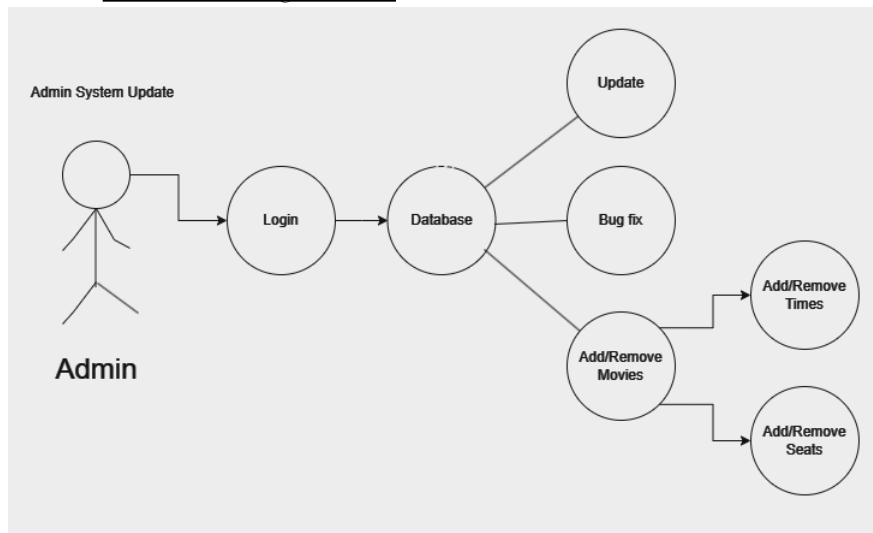 Admin System Update
Update
Login
Database
Bug fix
Add/Remove
Times
Add/Remove
Movies
Admin
Add/Remove
Seats